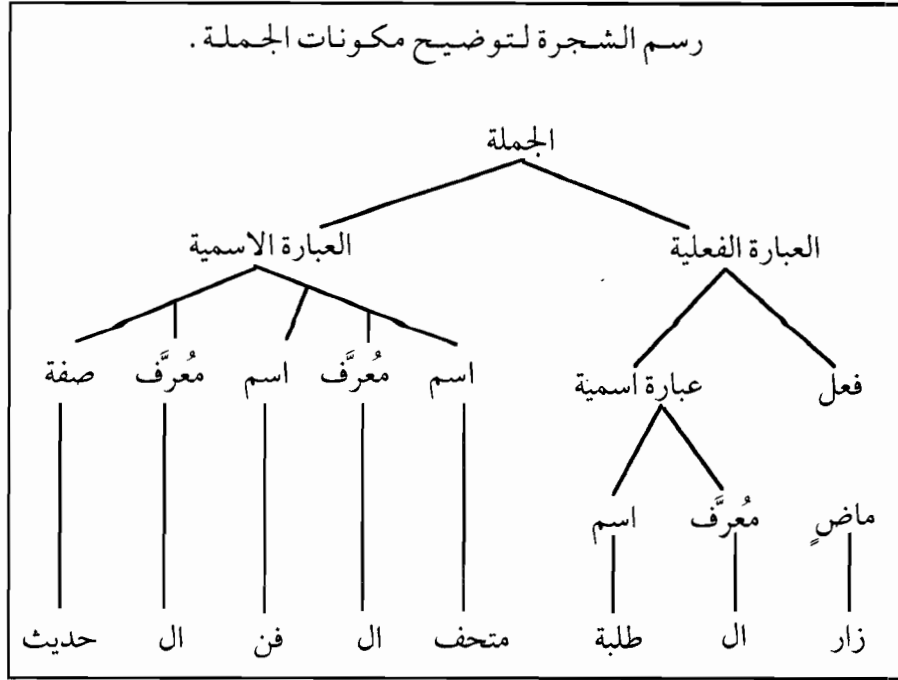 رسم الشجرة لتوضيح مكونات الجملة .
الجملة
العبارة الفعلية العبارة الاسمية
فعل عبارة اسمية اسم مُعرَّف اسم مُعرَّف صفة
ماضٍ مُعرَّف اسم
زار ال طلبة متحف ال فن ال حديث